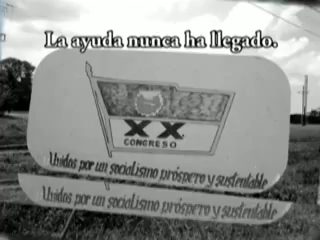 La ayuda nunca ha llegado.
XX
CONGRESO
Unidos por un socialismo próspero y sustentable
Unidos por un socialismo próspero y sustentable